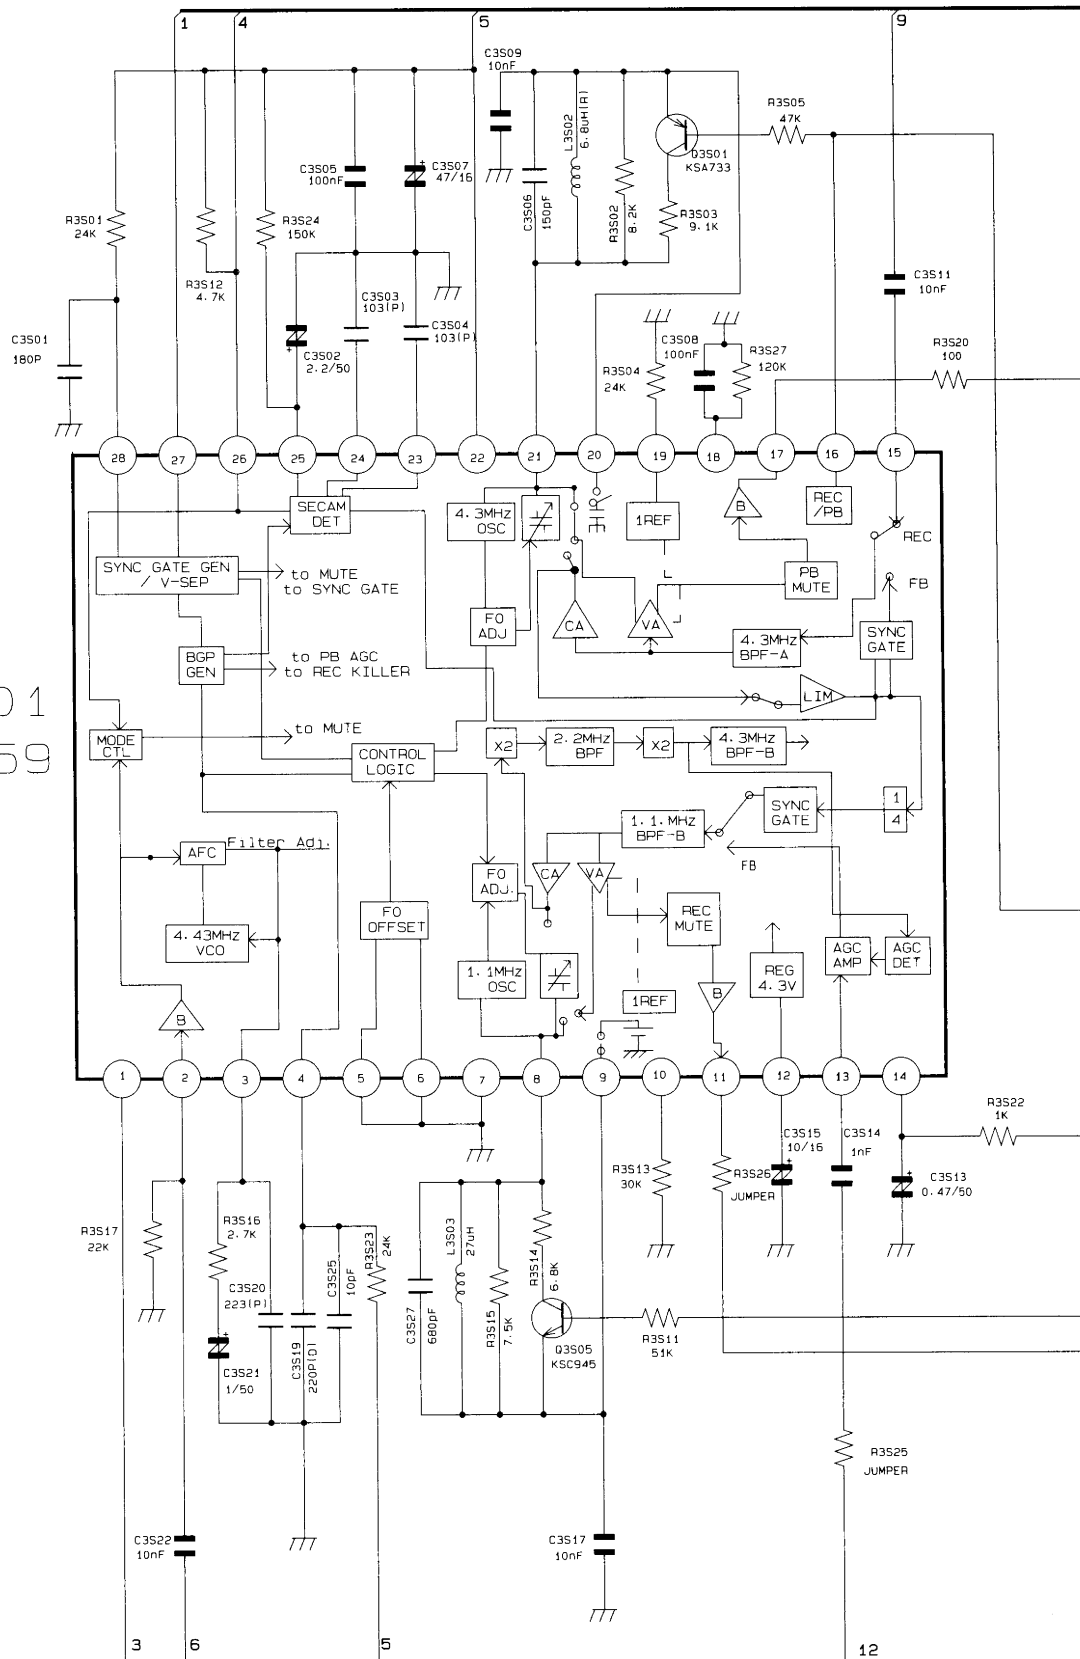 1
4
5
9
C3S09
10nF
R3S05
47K
L3S02
6.8uH(R)
Q3S01
KSA733
C3S05
100nF
C3S07
47/16
C3S06
150pF
R3S02
8.2K
R3S03
9.1K
R3S01
24K
R3S24
150K
R3S12
4.7K
C3S03
103(P)
C3S11
10nF
C3S04
103(P)
C3S01
180P
C3S02
2.2/50
R3S04
24K
C3S08
100nF
R3S27
120K
R3S20
100
28
27
26
25
24
23
22
21
20
19
18
17
16
15
SECAM
DET
4.3MHz
OSC
1REF
B
REC
/PB
REC
SYNC GATE GEN
/ V-SEP
to MUTE
to SYNC GATE
PB
MUTE
FB
FO
ADJ
CA
VA
4.3MHz
BPF-A
SYNC
GATE
BGP
GEN
to PB AGC
to REC KILLER
LIM
01
59
MODE
CTL
to MUTE
CONTROL
LOGIC
X2
2.2MHz
BPF
X2
4.3MHz
BPF-B
SYNC
GATE
1
4
1.1.MHz
BPF-B
AFC
Filter Adj.
FB
FO
ADJ.
CA
VA
4.43MHz
VCO
FO
OFFSET
REC
MUTE
AGC
AMP
AGC
DET
1.1MHz
OSC
REG
4.3V
1REF
B
B
1
2
3
4
5
6
7
8
9
10
11
12
13
14
R3S22
1K
C3S15
10/16
C3S14
1nF
R3S13
30K
R3S26
JUMPER
C3S13
0.47/50
R3S17
22K
R3S16
2.7K
C3S20
223(P)
C3S25
10pF
R3S23
24K
L3S03
27uH
R3S14
6.8K
C3S27
680pF
R3S15
7.5K
C3S21
1/50
C3S19
220P(D)
Q3S05
KSC945
R3S11
51K
R3S25
JUMPER
C3S22
10nF
C3S17
10nF
3
6
5
12